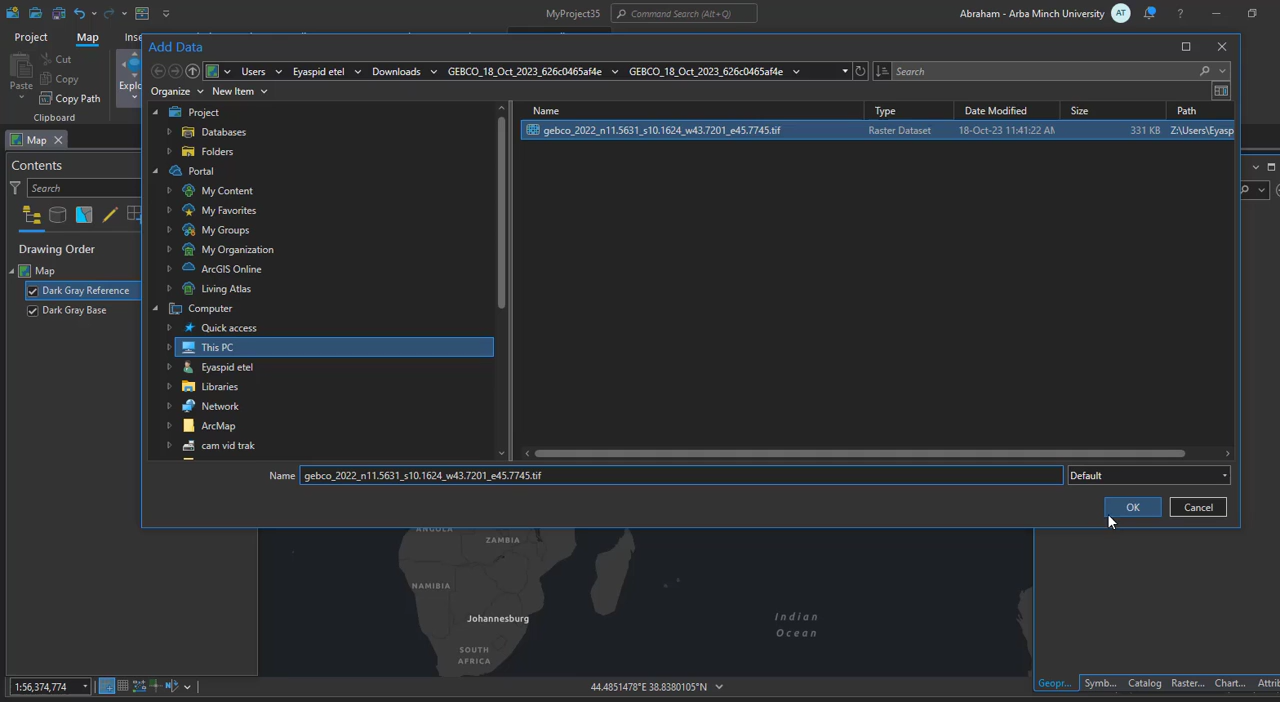 MyProject35
Command Search (Alt+Q)
Abraham - Arba Minch University
AT
?
Project
Map
Cut
Copy
Copy Path
Paste
Clipboard
Add Data
Users
Eyaspid etel
Downloads
GEBCO_18_Oct_2023_626c0465af4e
GEBCO_18_Oct_2023_626c0465af4e
Search
Organize
New Item
Name
Type
Date Modified
Size
Path
gebco_2022_n11.5631_s10.1624_w43.7201_e45.7745.tif
Raster Dataset
18-Oct-23 11:41:22 AM
331 KB
Project
Databases
Folders
Portal
My Content
My Favorites
My Groups
My Organization
ArcGIS Online
Living Atlas
Computer
Quick access
This PC
Eyaspid etel
Libraries
Network
ArcMap
cam vid trak
Name
gebco_2022_n11.5631_s10.1624_w43.7201_e45.7745.tif
Default
OK
Cancel
Map
Contents
Search
Drawing Order
Map
Dark Gray Reference
Dark Gray Base
ANGOLA
ZAMBIA
NAMIBIA
Johannesburg
SOUTH
AFRICA
Indian
Ocean
1:56,374,774
44.4851478°E 38.8380105°N
Geopr...
Symb...
Catalog
Raster...
Chart...